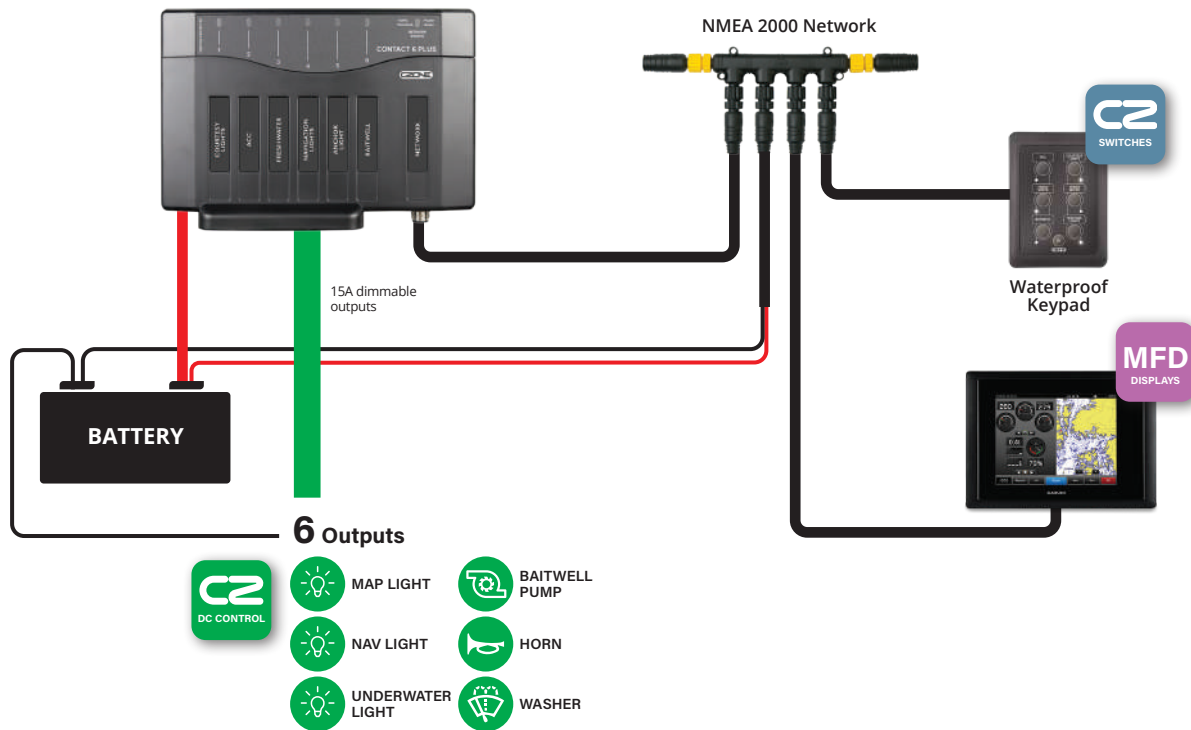 NMEA 2000 Network
CONTACT 6 PLUS
COURTESY
LIGHTS
ACC
FRESHWATER
NAVIGATION
LIGHTS
ANCHOR
LIGHT
BAITWELL
NETWORK
CZ
SWITCHES
Waterproof
Keypad
15A dimmable
outputs
MFD
DISPLAYS
BATTERY
GARMIN
6 Outputs
CZ
DC CONTROL
MAP LIGHT
BAITWELL
PUMP
NAV LIGHT
HORN
UNDERWATER
LIGHT
WASHER